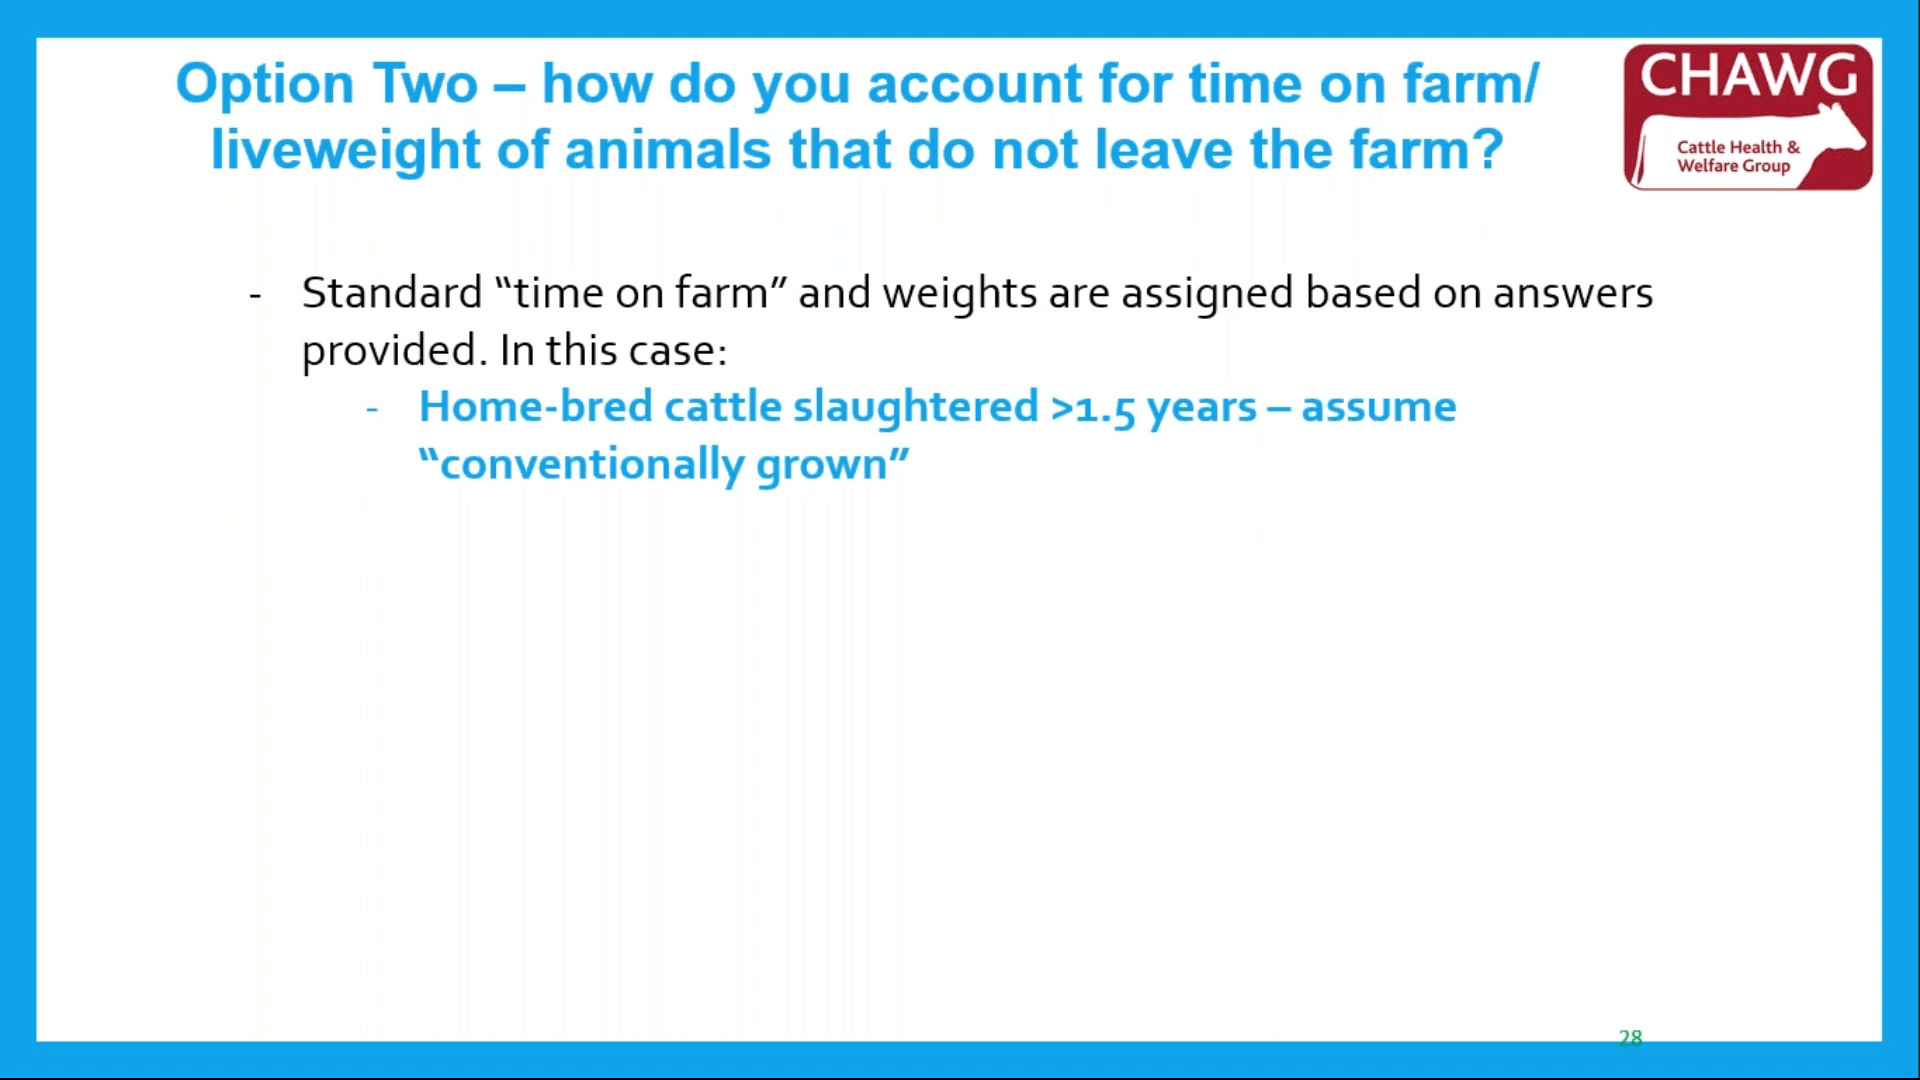 Option Two – how do you account for time on farm/
liveweight of animals that do not leave the farm?
CHAWG
Cattle Health &
Welfare Group
- Standard “time on farm” and weights are assigned based on answers
provided. In this case:
- Home-bred cattle slaughtered >1.5 years – assume
“conventionally grown”
28